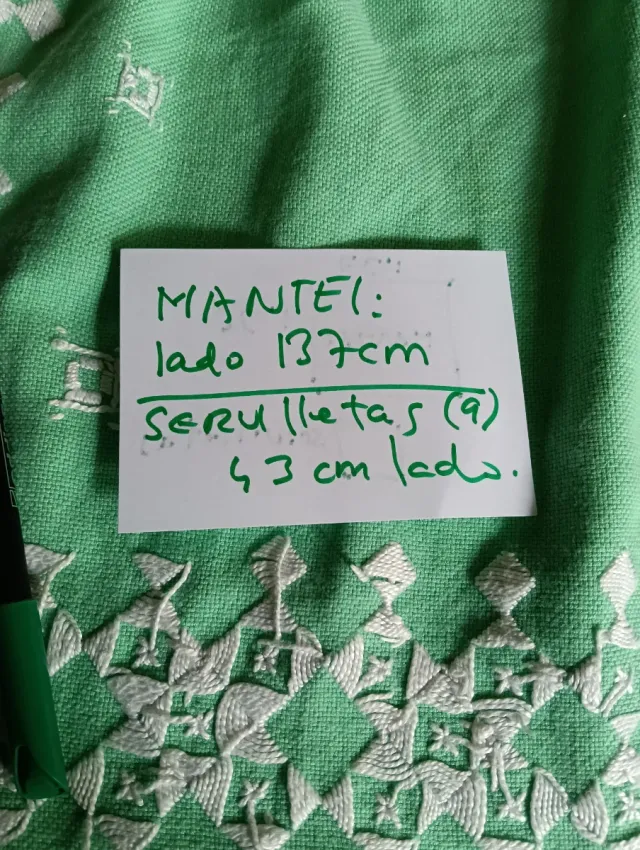 MANTEL:
lado 137cm
SERVIlletas (9)
43 cm lado.